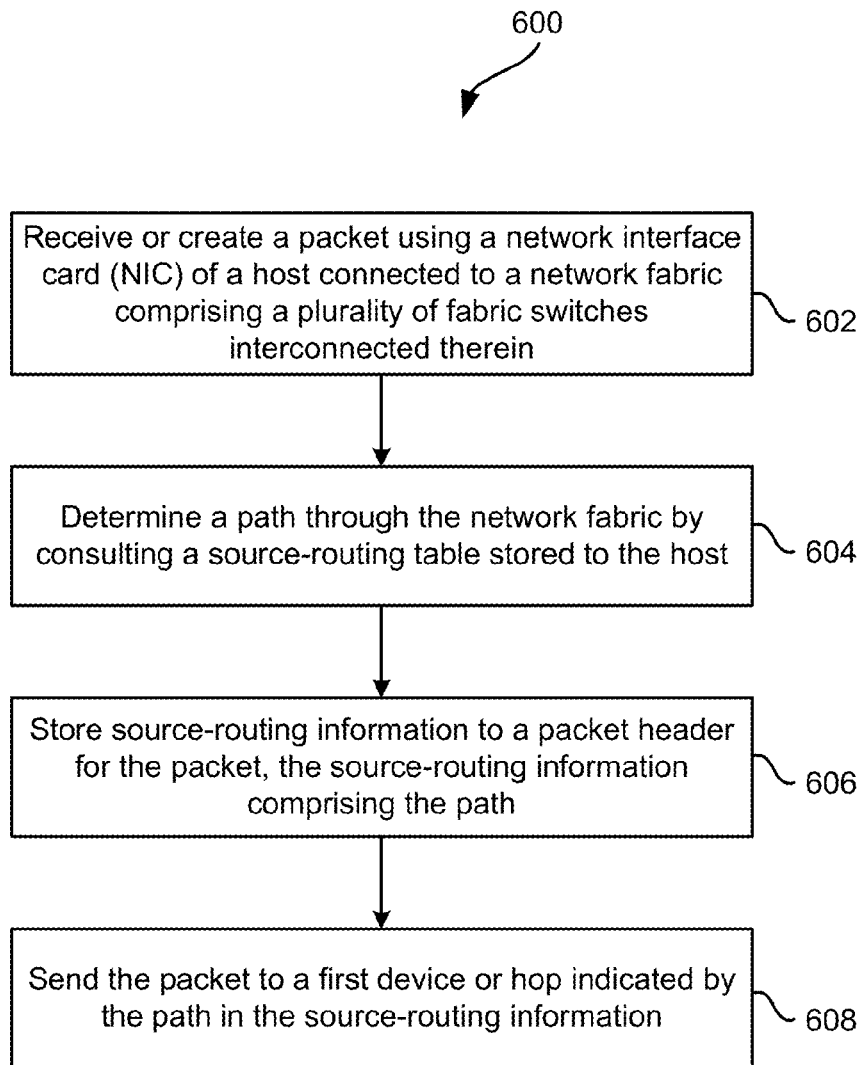 600
Receive or create a packet using a network interface
card (NIC) of a host connected to a network fabric
comprising a plurality of fabric switches
interconnected therein
602
Determine a path through the network fabric by
consulting a source-routing table stored to the host
604
Store source-routing information to a packet header
for the packet, the source-routing information
comprising the path
606
Send the packet to a first device or hop indicated by
the path in the source-routing information
608